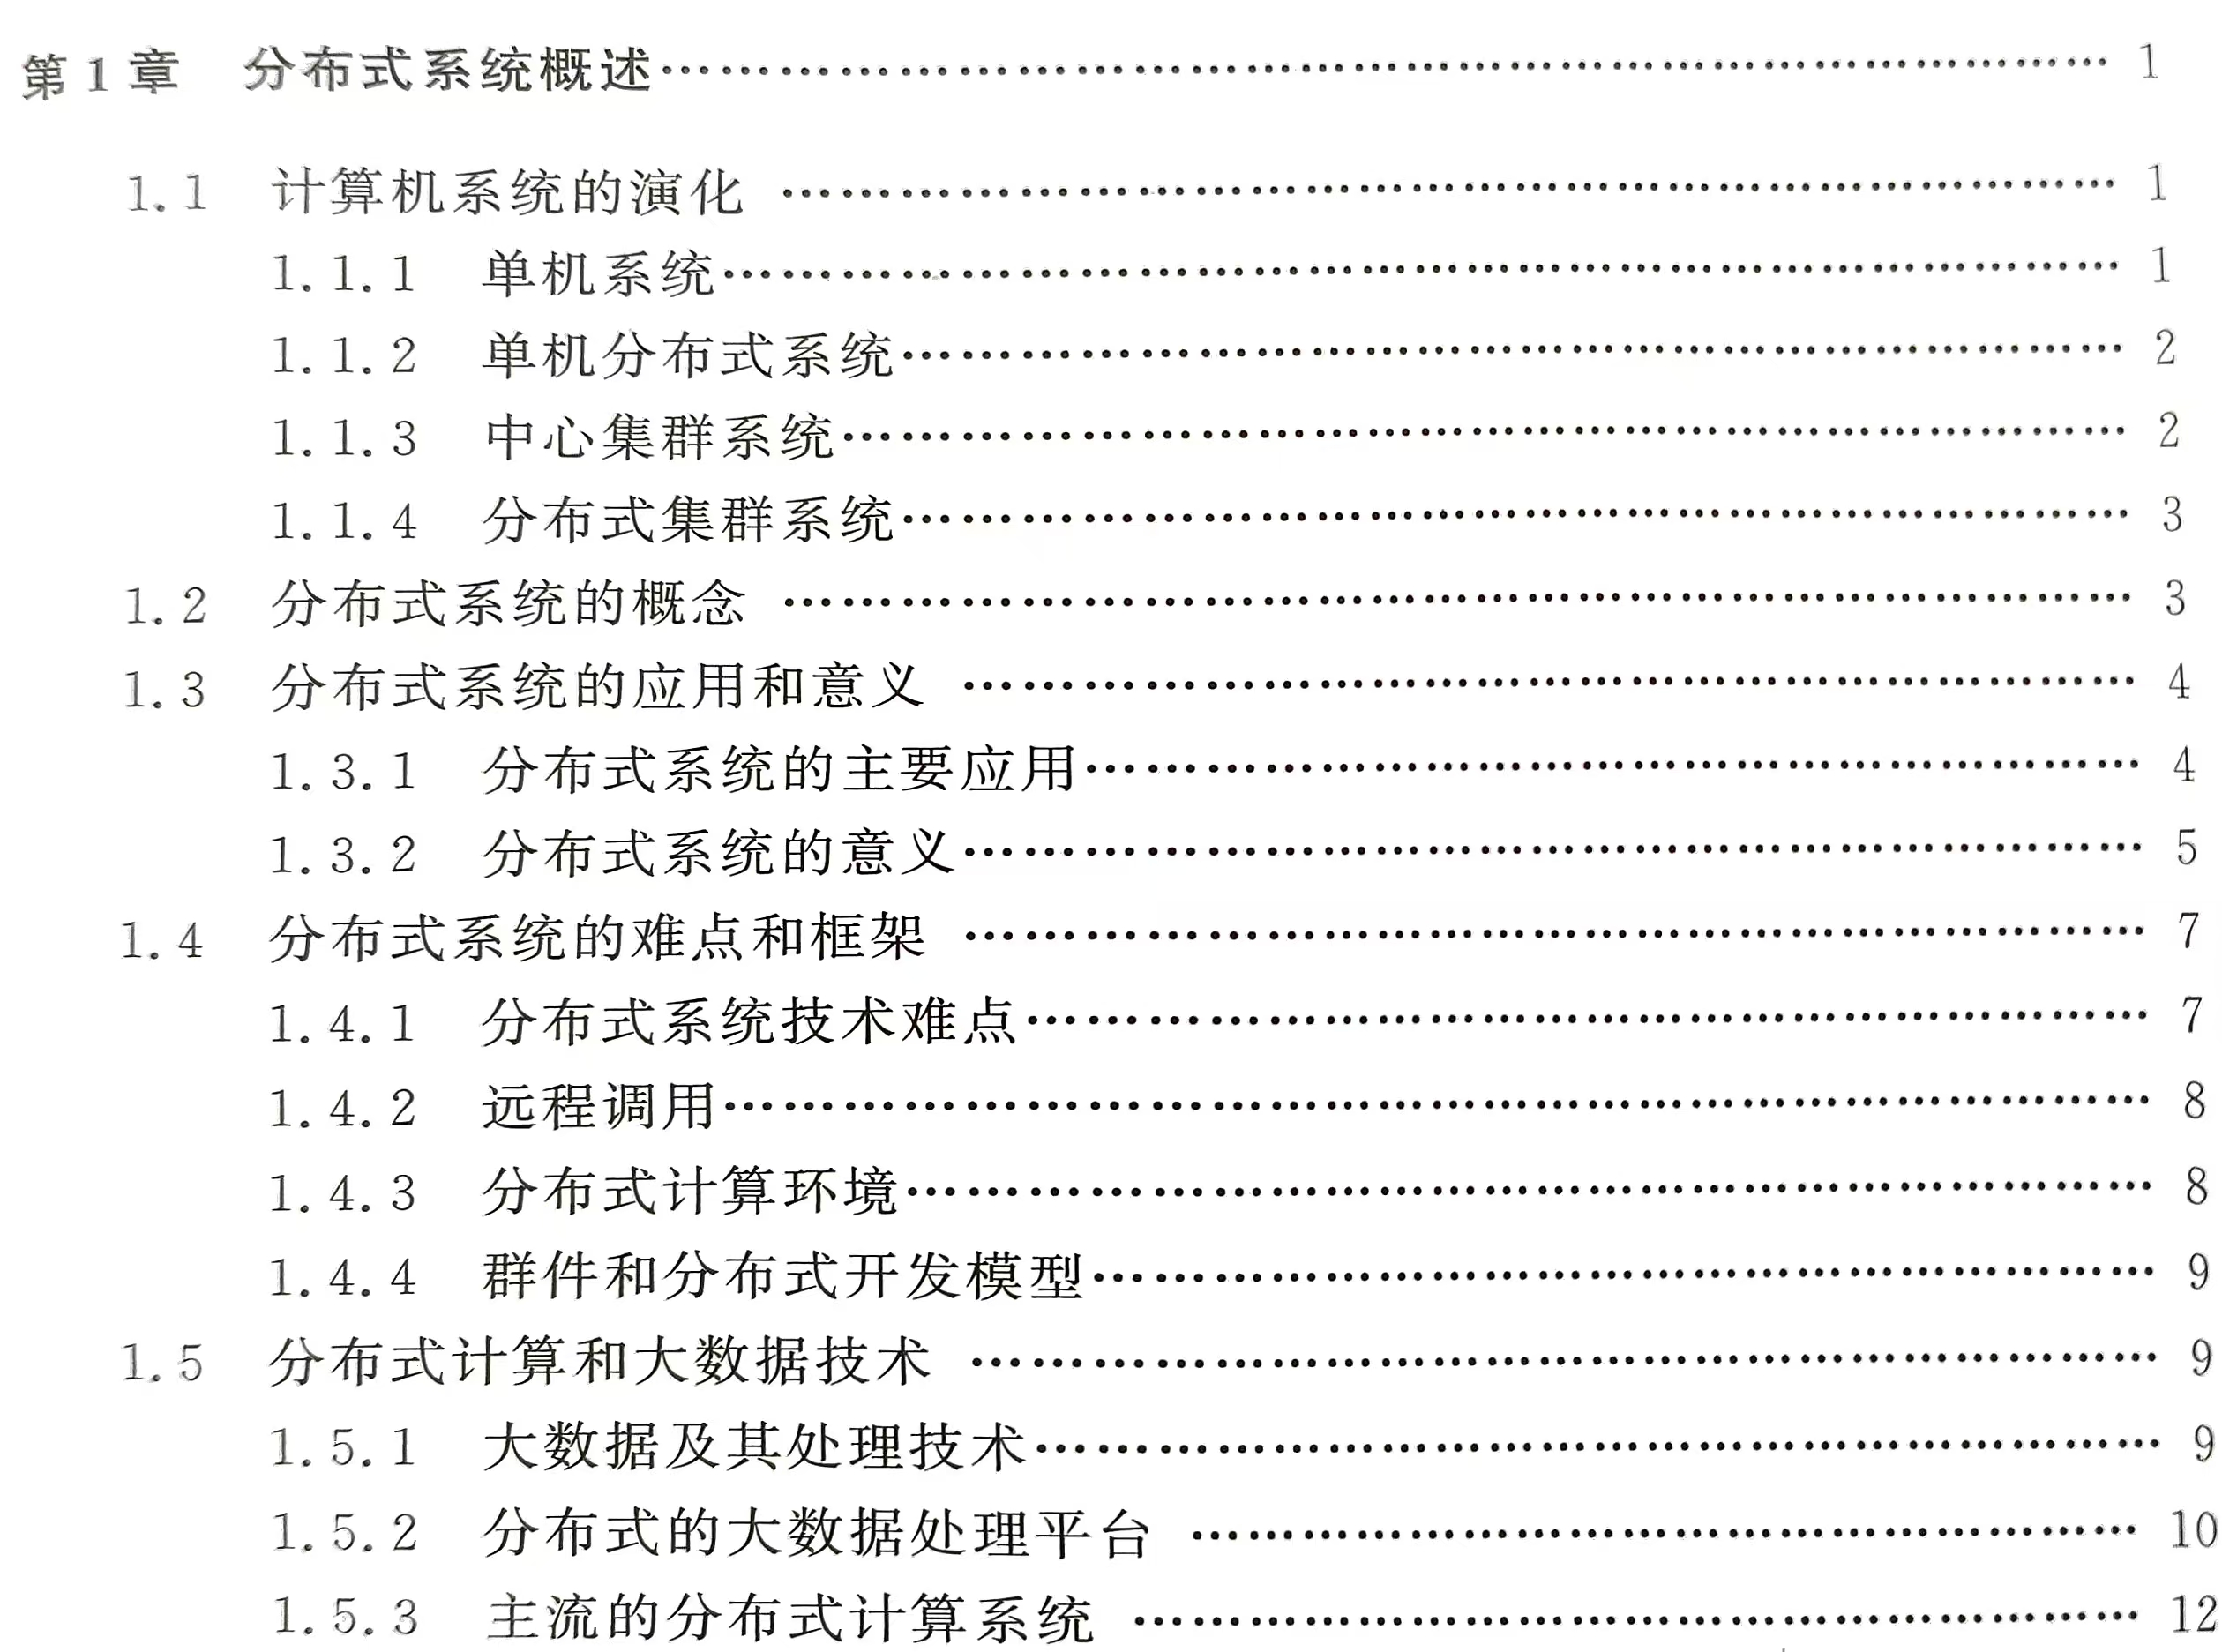 第1章 分布式系统概述…………………………………………………… 1
1.1 计算机系统的演化 …………………………………………………… 1
1.1.1 单机系统…………………………………………………… 1
1.1.2 单机分布式系统…………………………………………………… 2
1.1.3 中心集群系统…………………………………………………… 2
1.1.4 分布式集群系统…………………………………………………… 3
1.2 分布式系统的概念 …………………………………………………… 3
1.3 分布式系统的应用和意义 …………………………………………………… 4
1.3.1 分布式系统的主要应用…………………………………………………… 4
1.3.2 分布式系统的意义…………………………………………………… 5
1.4 分布式系统的难点和框架 …………………………………………………… 7
1.4.1 分布式系统技术难点…………………………………………………… 7
1.4.2 远程调用…………………………………………………… 8
1.4.3 分布式计算环境…………………………………………………… 8
1.4.4 群件和分布式开发模型…………………………………………………… 9
1.5 分布式计算和大数据技术 …………………………………………………… 9
1.5.1 大数据及其处理技术…………………………………………………… 9
1.5.2 分布式的大数据处理平台 …………………………………………………… 10
1.5.3 主流的分布式计算系统 …………………………………………………… 12